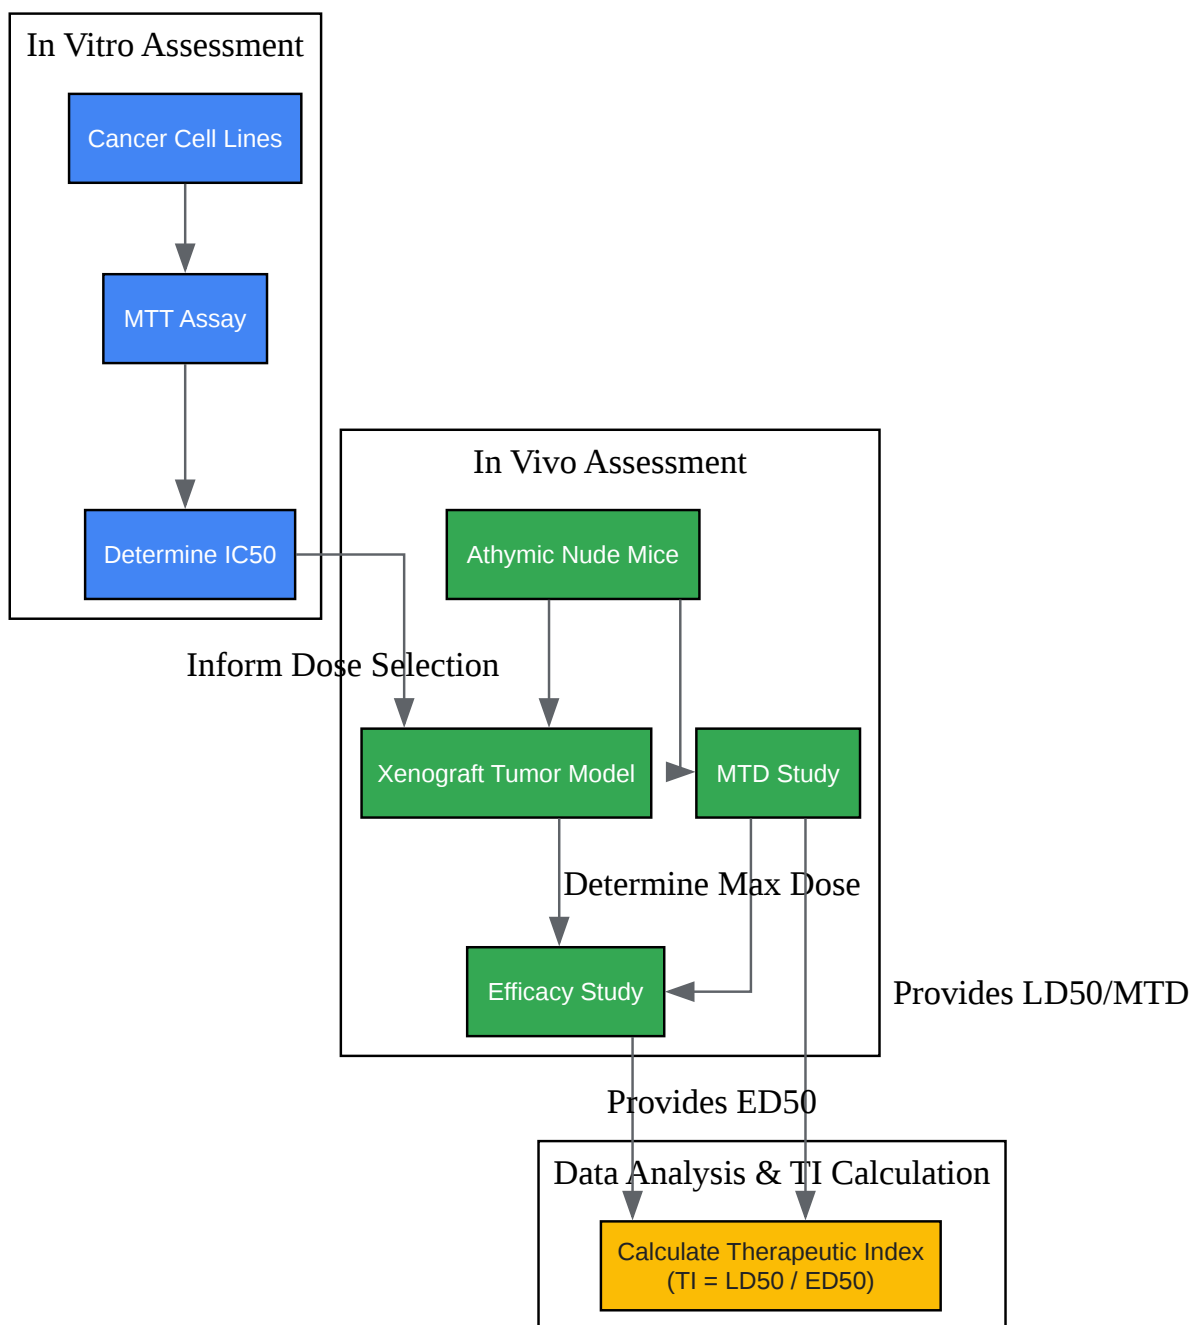 In Vitro Assessment
Cancer Cell Lines
MTT Assay
In Vivo Assessment
Determine IC50
Athymic Nude Mice
Inform Dose Selection
Xenograft Tumor Model
MTD Study
Determine Max Dose
Efficacy Study
Provides LD50/MTD
Provides ED50
Data Analysis & TI Calculation
Calculate Therapeutic Index
(TI = LD50 / ED50)